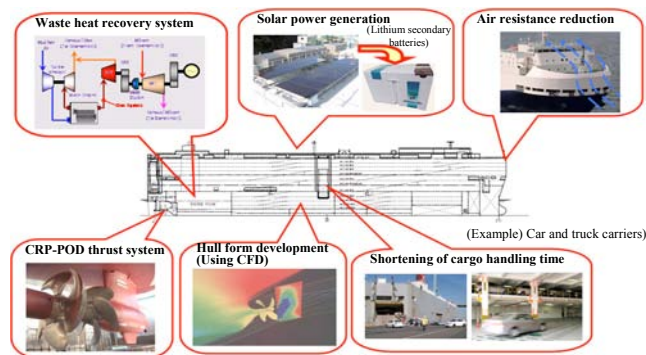 Waste heat recovery system
Solar power generation
(Lithium secondary
batteries)
Air resistance reduction
(Example) Car and truck carriers)
CRP-POD thrust system
Hull form development
(Using CFD)
Shortening of cargo handling time